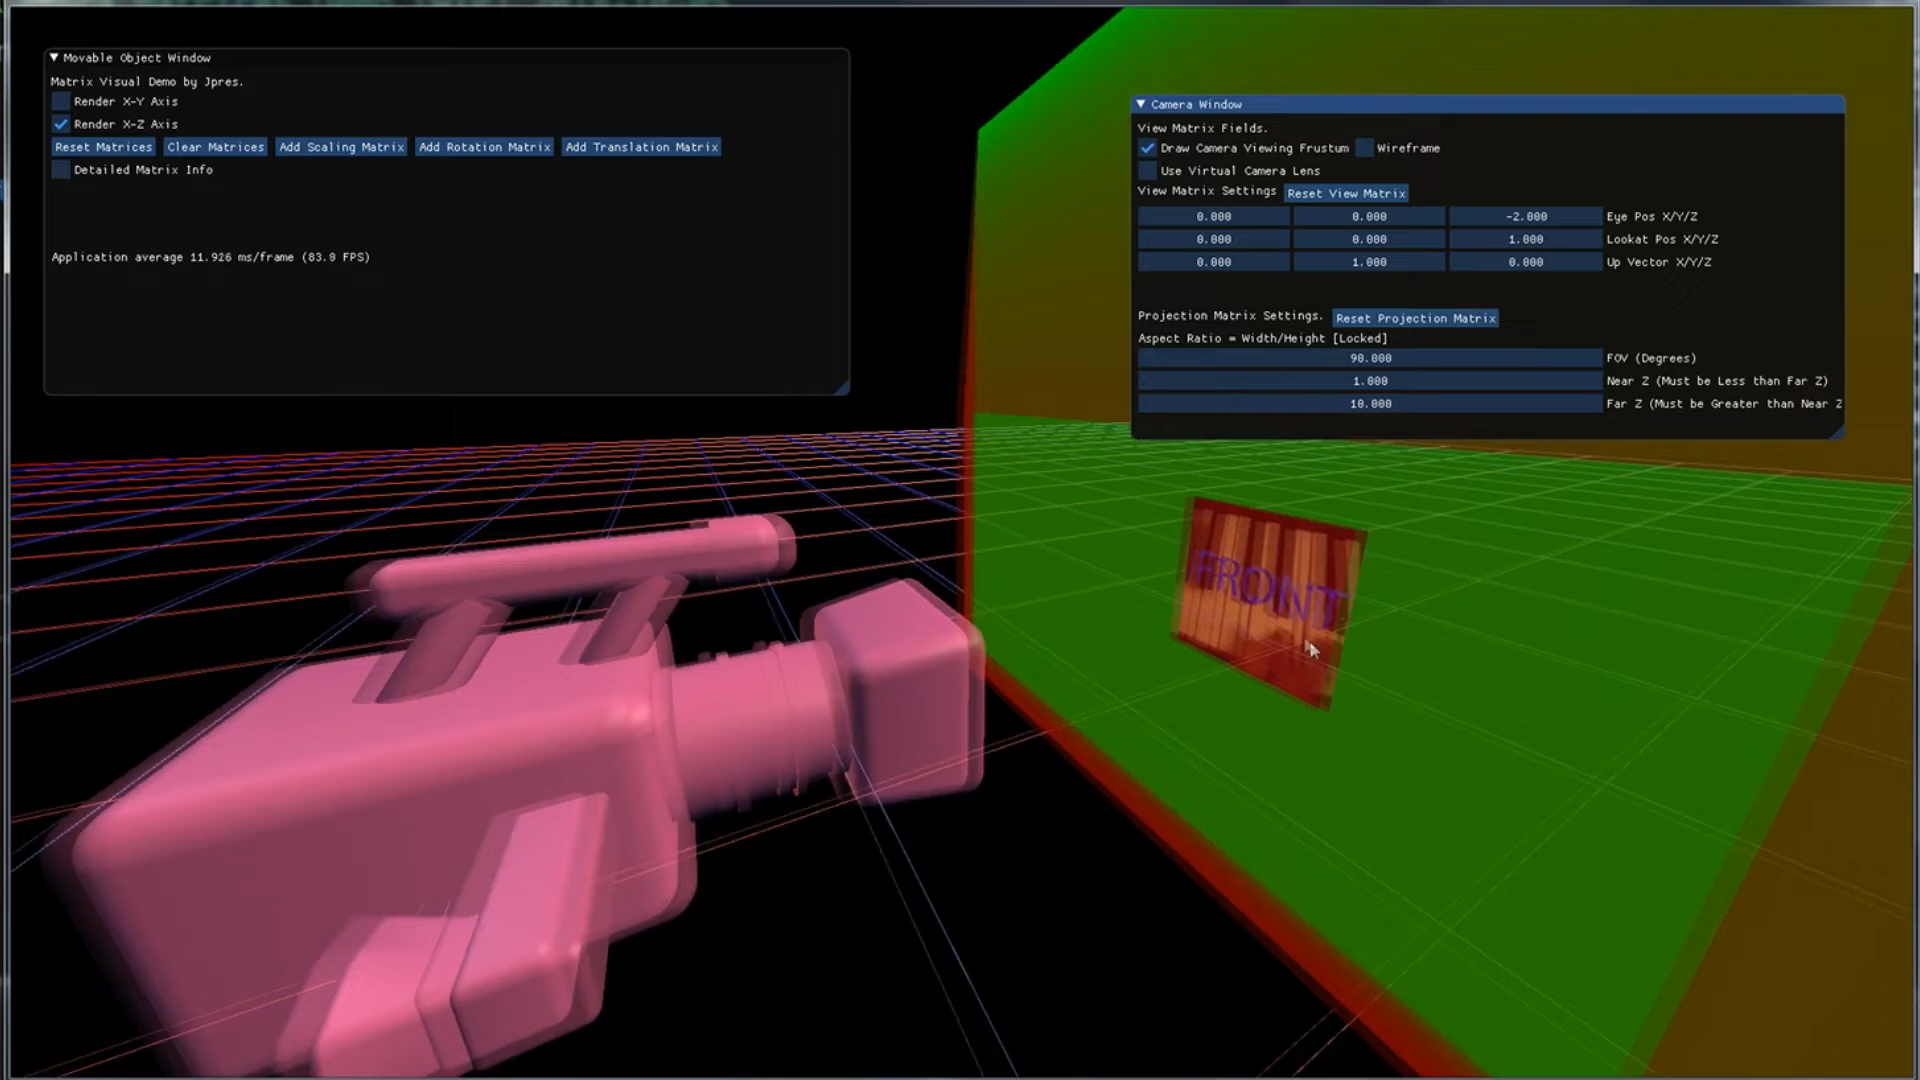 Movable Object Window
Matrix Visual Demo by Jpres.
Render X-Y Axis
Render X-Z Axis
Reset Matrices Clear Matrices Add Scaling Matrix Add Rotation Matrix Add Translation Matrix
Detailed Matrix Info
Application average 11.926 ms/frame (83.9 FPS)
Camera Window
View Matrix Fields.
Draw Camera Viewing Frustum Wireframe
Use Virtual Camera Lens
View Matrix Settings Reset View Matrix
0.000 0.000 -2.000 Eye Pos X/Y/Z
0.000 0.000 1.000 Lookat Pos X/Y/Z
0.000 1.000 0.000 Up Vector X/Y/Z
Projection Matrix Settings. Reset Projection Matrix
Aspect Ratio = Width/Height [Locked]
90.000 FOV (Degrees)
1.000 Near Z (Must be Less than Far Z)
10.000 Far Z (Must be Greater than Near Z
FRONT